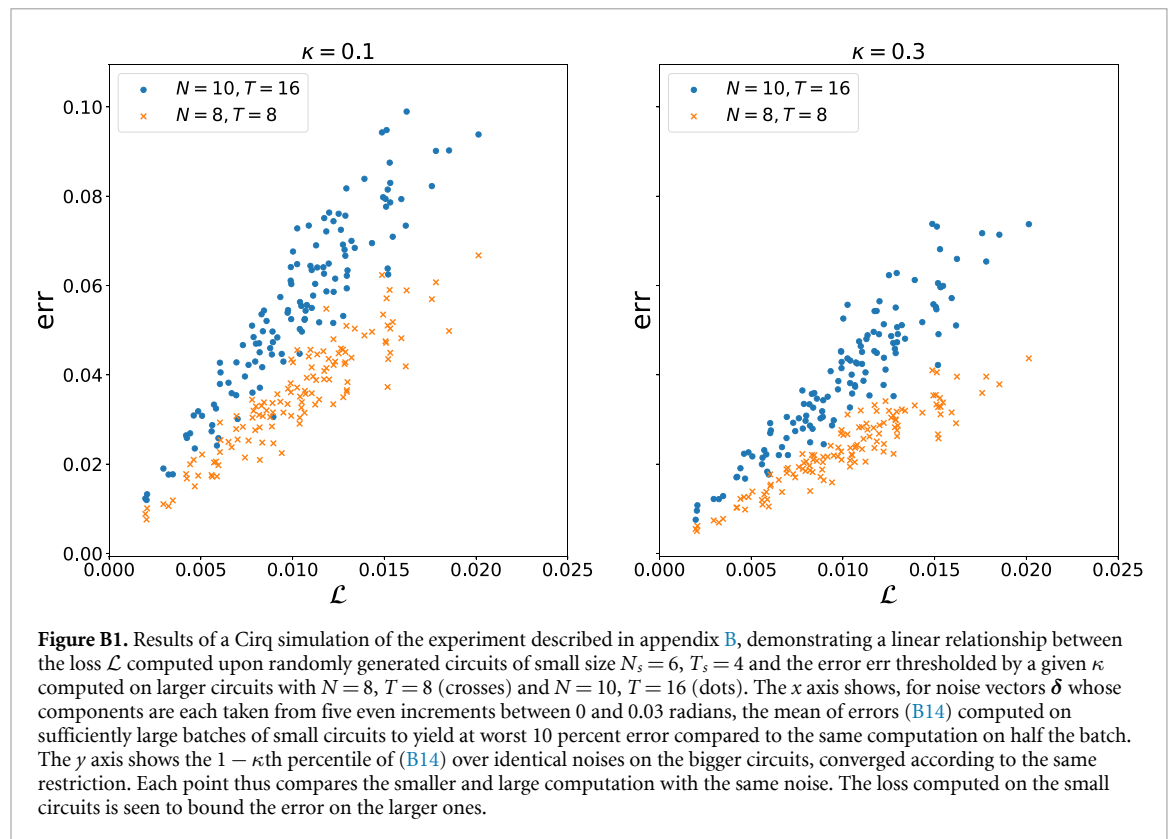 κ = 0.1
N = 10, T = 16
N = 8, T = 8
0.10
0.08
0.06
0.04
0.02
0.00
err
0.000 0.005 0.010 0.015 0.020 0.025
ℒ
κ = 0.3
N = 10, T = 16
N = 8, T = 8
err
0.000 0.005 0.010 0.015 0.020 0.025
ℒ
Figure B1. Results of a Cirq simulation of the experiment described in appendix B, demonstrating a linear relationship between
the loss ℒ computed upon randomly generated circuits of small size Nₛ = 6, Tₛ = 4 and the error err thresholded by a given κ
computed on larger circuits with N = 8, T = 8 (crosses) and N = 10, T = 16 (dots). The x axis shows, for noise vectors δ whose
components are each taken from five even increments between 0 and 0.03 radians, the mean of errors (B14) computed on
sufficiently large batches of small circuits to yield at worst 10 percent error compared to the same computation on half the batch.
The y axis shows the 1 − κth percentile of (B14) over identical noises on the bigger circuits, converged according to the same
restriction. Each point thus compares the smaller and large computation with the same noise. The loss computed on the small
circuits is seen to bound the error on the larger ones.